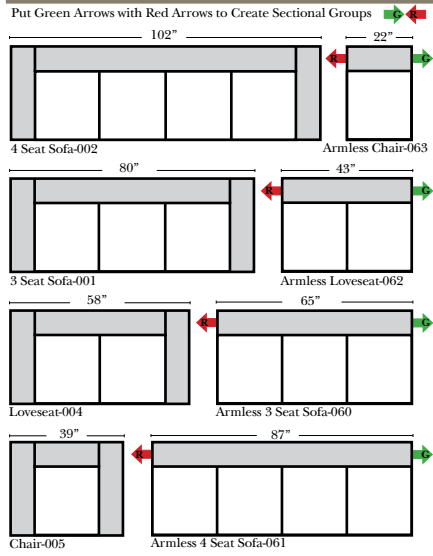 Put Green Arrows with Red Arrows to Create Sectional Groups G R
102” 22”
R G
4 Seat Sofa-002 Armless Chair-063
80” 43”
R G
3 Seat Sofa-001 Armless Loveseat-062
58” 65”
R G
Loveseat-004 Armless 3 Seat Sofa-060
39” 87”
R G
Chair-005 Armless 4 Seat Sofa-061